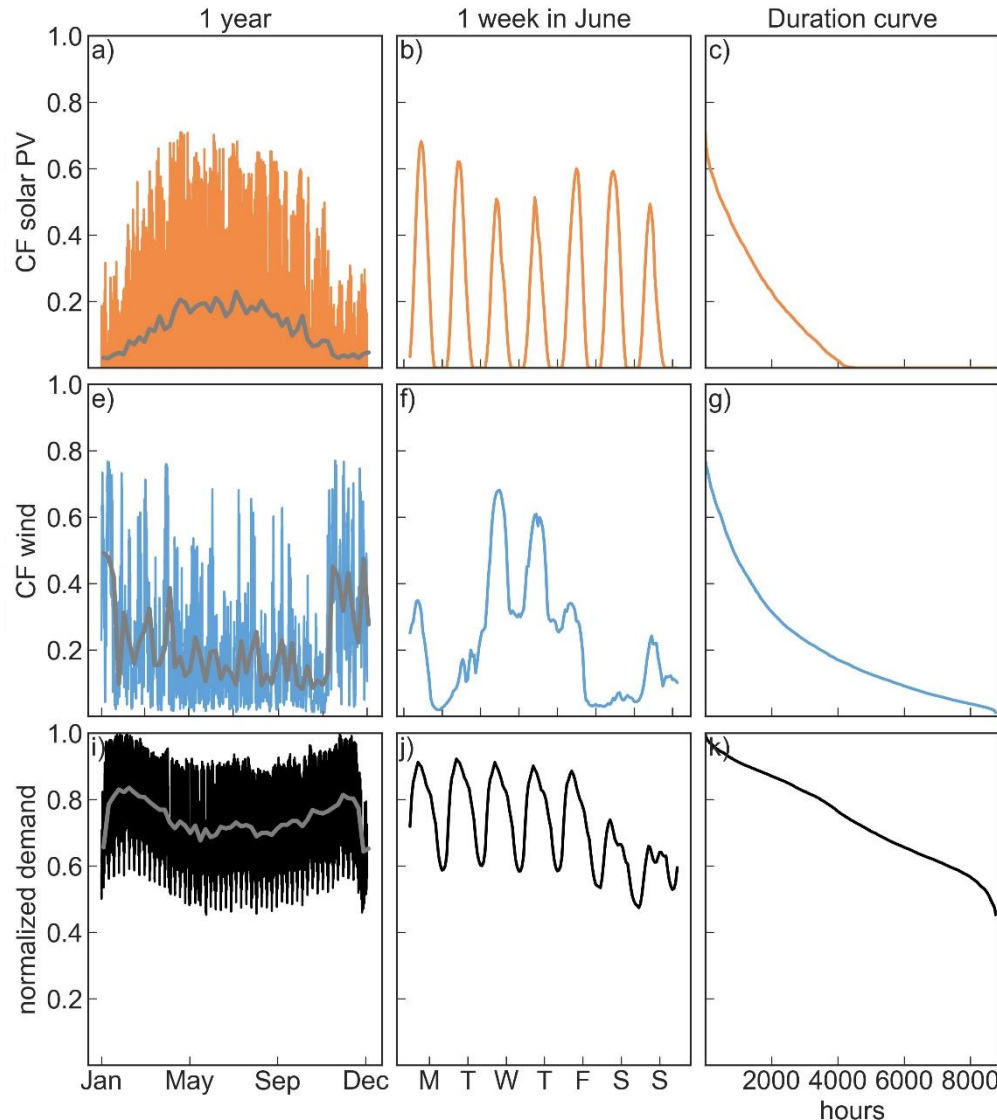 1 year
1 week in June
Duration curve
a)
b)
c)
CF solar PV
1.0
0.8
0.6
0.4
0.2
e)
f)
g)
CF wind
1.0
0.8
0.6
0.4
0.2
i)
j)
k)
normalized demand
1.0
0.8
0.6
0.4
0.2
Jan May Sep Dec
M T W T F S S
2000 4000 6000 8000
hours